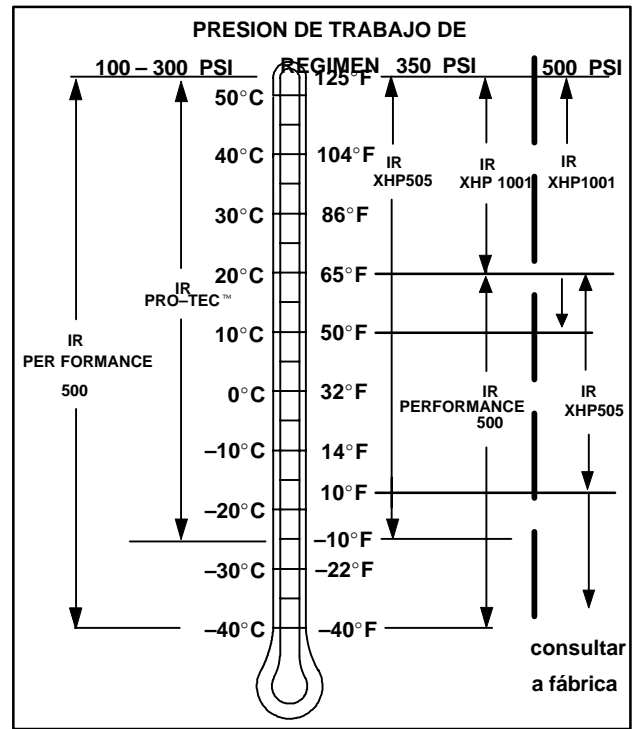 PRESION DE TRABAJO DE
100 – 300 PSI REGIMEN 350 PSI 500 PSI
125°F
50°C
40°C 104°F
IR
XHP505
IR
XHP 1001
IR
XHP1001
30°C 86°F
20°C 65°F
IR
PRO–TEC™
10°C 50°F
IR
PER FORMANCE
500
0°C 32°F
IR
PERFORMANCE
500
IR
XHP505
–10°C 14°F
10°F
–20°C
–10°F
–30°C –22°F
–40°C –40°F
consultar
a fábrica